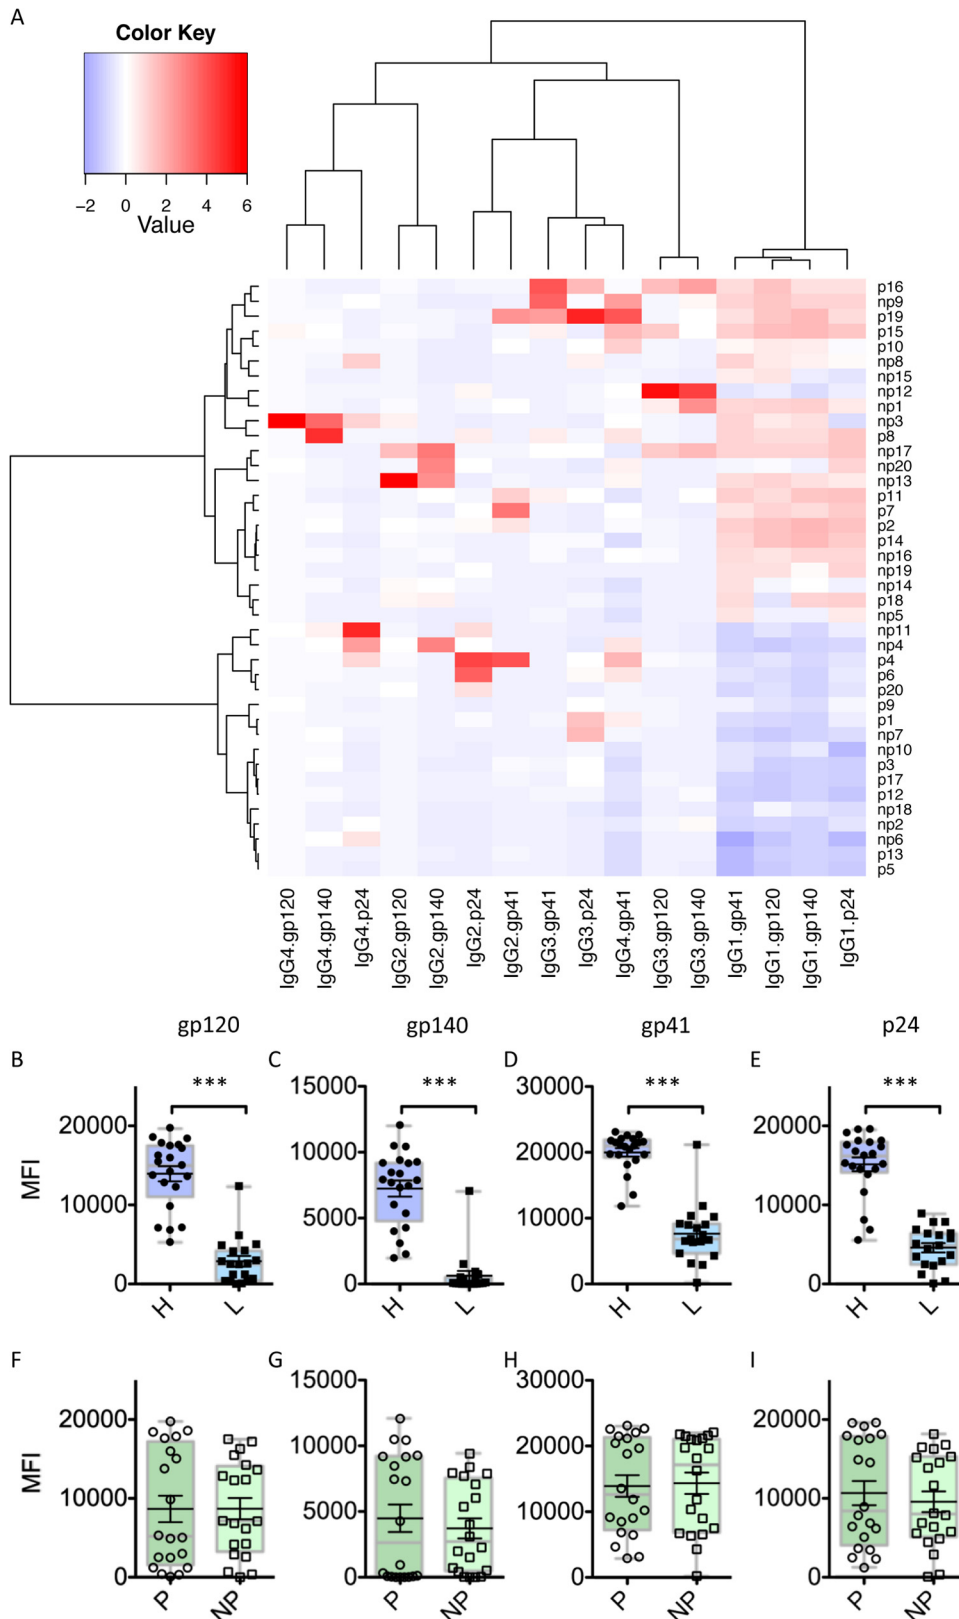 A
Color Key
−2 0 2 4 6
Value
p16
np9
p19
p15
p10
np8
np15
np12
np1
np3
p8
np17
np20
np13
p11
p7
p2
p14
np16
np19
np14
p18
np5
np11
np4
p4
p6
p20
p9
p1
np7
np10
p3
p17
p12
np18
np2
np6
p13
p5
IgG4.gp120
IgG4.gp140
IgG4.p24
IgG2.gp120
IgG2.gp140
IgG2.p24
IgG2.gp41
IgG3.gp41
IgG3.p24
IgG4.gp41
IgG3.gp120
IgG3.gp140
IgG1.gp41
IgG1.gp120
IgG1.gp140
IgG1.p24
gp120 gp140 gp41 p24
B
***
20000
10000
0
MFI
H L
C
***
15000
10000
5000
0
H L
D
***
30000
20000
10000
0
H L
E
***
20000
10000
0
H L
F
20000
10000
0
MFI
P NP
G
15000
10000
5000
0
P NP
H
30000
20000
10000
0
P NP
I
20000
10000
0
P NP